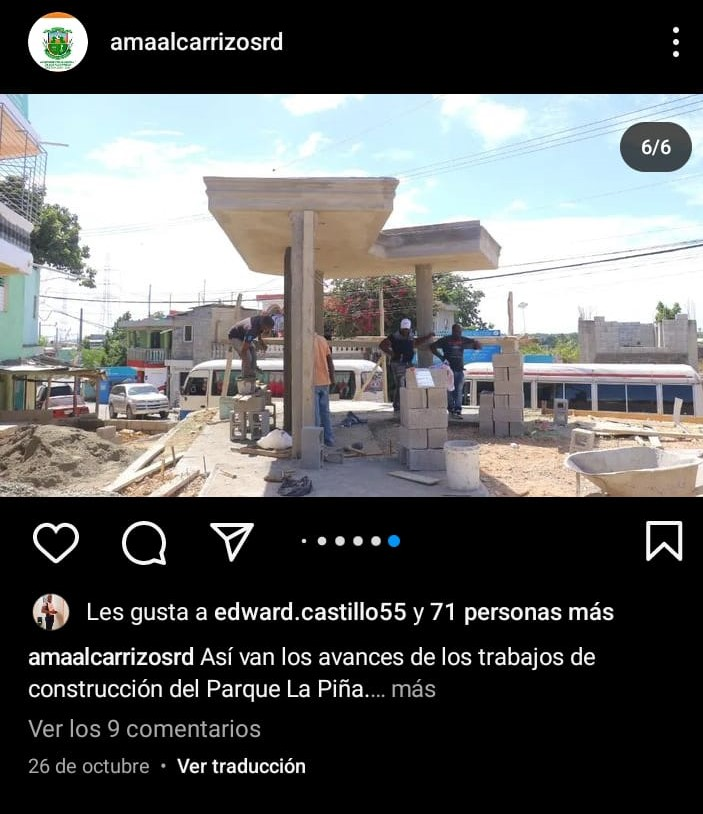 amaalcarrizosrd
6/6
Les gusta a edward.castillo55 y 71 personas más
amaalcarrizosrd Así van los avances de los trabajos de
construcción del Parque La Piña.... más
Ver los 9 comentarios
26 de octubre • Ver traducción